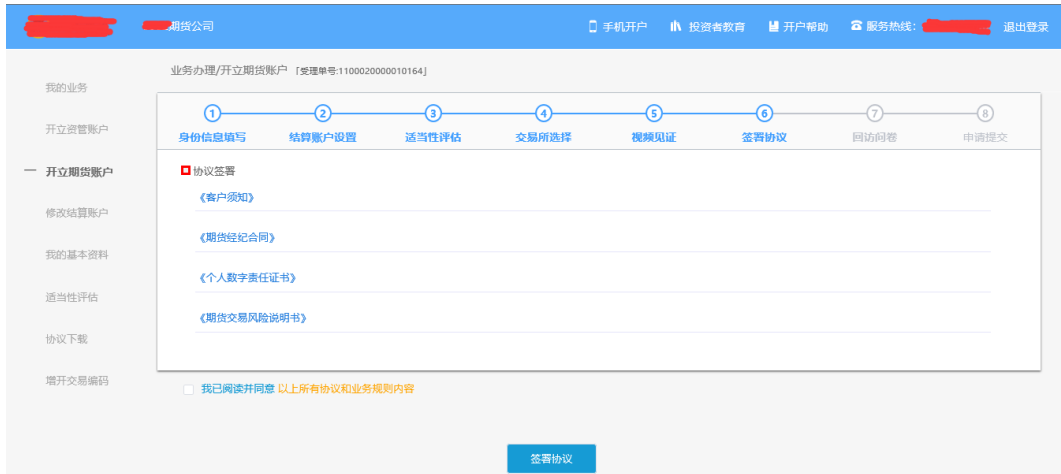 期货公司 手机开户 投资者教育 开户帮助 服务热线： 退出登录
业务办理/开立期货账户 「受理单号:1100020000010164」
我的业务
开立资管账户
开立期货账户
修改结算账户
我的基本资料
适当性评估
协议下载
增开交易编码
1 2 3 4 5 6 7 8
身份信息填写 结算账户设置 适当性评估 交易所选择 视频见证 签署协议 回访问卷 申请提交
协议签署
《客户须知》
《期货经纪合同》
《个人数字责任证书》
《期货交易风险说明书》
我已阅读并同意 以上所有协议和业务规则内容
签署协议